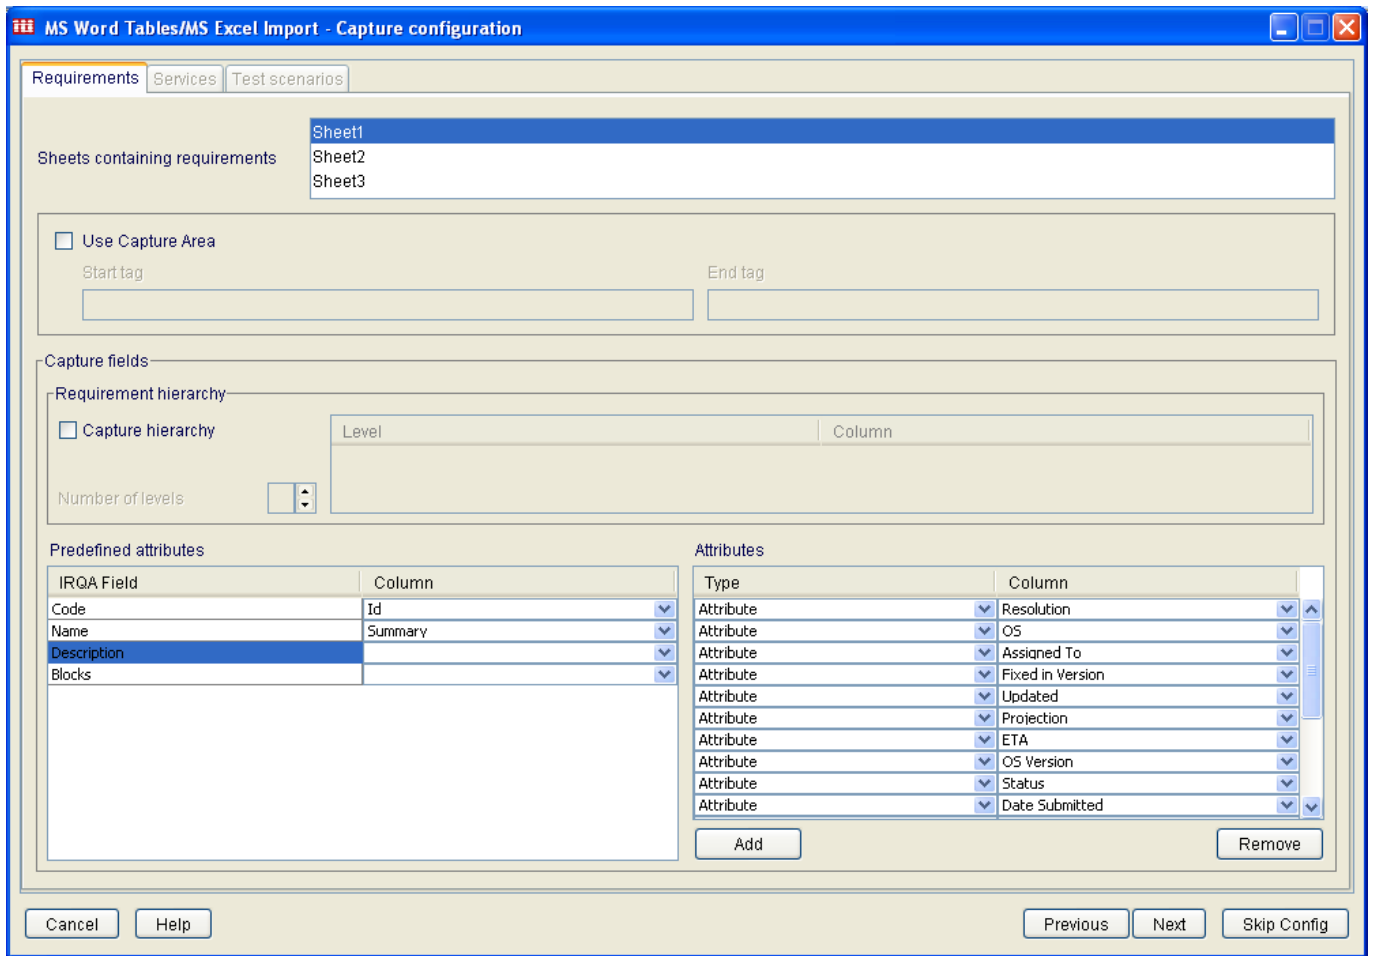 MS Word Tables/MS Excel Import - Capture configuration
Requirements Services Test scenarios
Sheets containing requirements
Sheet1
Sheet2
Sheet3
Use Capture Area
Start tag End tag
Capture fields
Requirement hierarchy
Capture hierarchy Level Column
Number of levels
Predefined attributes Attributes
IRQA Field Column Type Column
Code Id Attribute Resolution
Name Summary Attribute OS
Description Attribute Assigned To
Blocks Attribute Fixed in Version
Attribute Updated
Attribute Projection
Attribute ETA
Attribute OS Version
Attribute Status
Attribute Date Submitted
Add Remove
Cancel Help Previous Next Skip Config